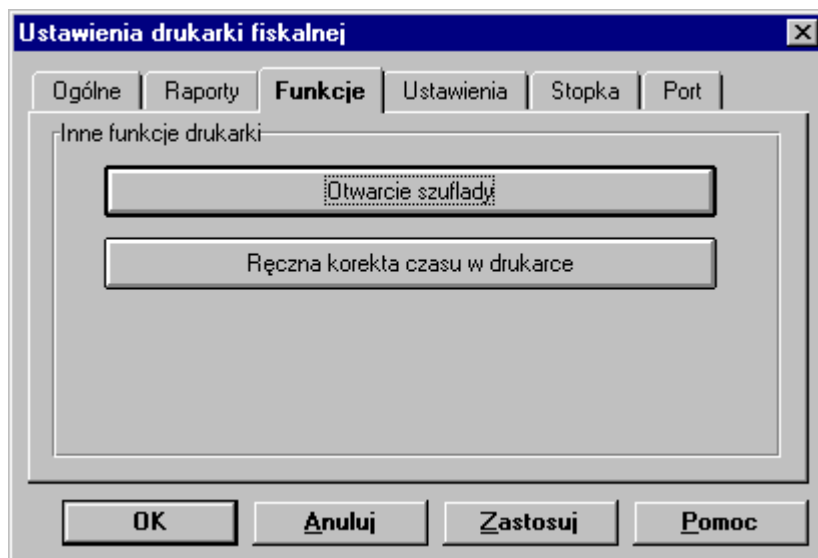 Ustawienia drukarki fiskalnej
Ogólne Raporty Funkcje Ustawienia Stopka Port
Inne funkcje drukarki
Otwarcie szuflady
Ręczna korekta czasu w drukarce
OK Anuluj Zastosuj Pomoc